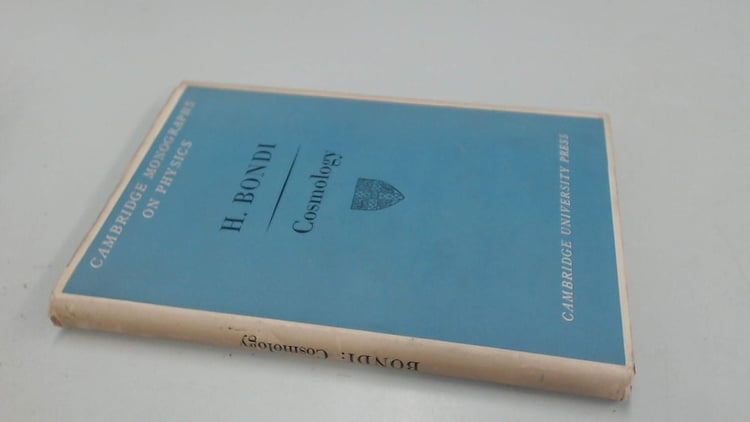 CAMBRIDGE MONOGRAPHS
ON PHYSICS
H. BONDI
Cosmology
CAMBRIDGE UNIVERSITY PRESS
BONDI: Cosmology